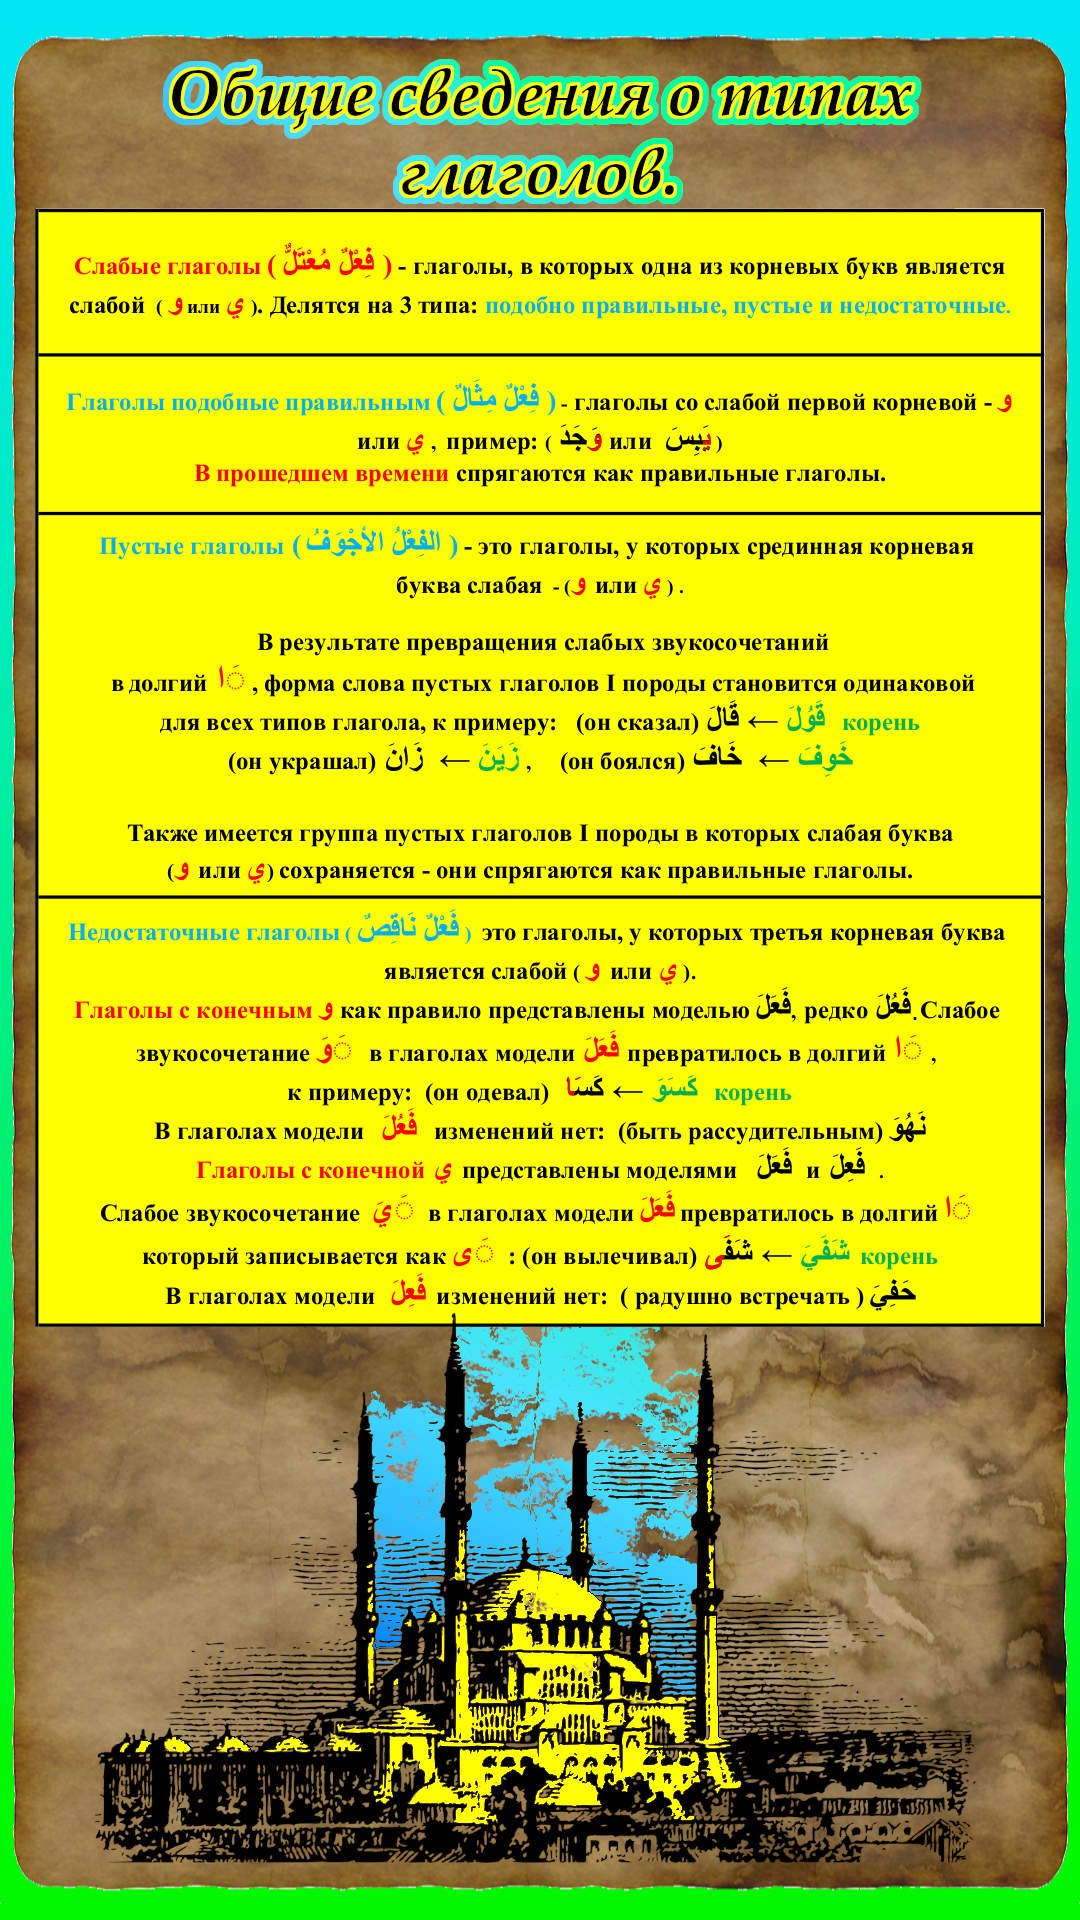 Общие сведения о типах
глаголов.
Слабые глаголы ( فِعْلٌ مُعْتَلٌّ ) - глаголы, в которых одна из корневых букв является
слабой ( و или ي ). Делятся на 3 типа: подобно правильные, пустые и недостаточные.
Глаголы подобные правильным ( فِعْلٌ مِثَالٌ ) - глаголы со слабой первой корневой - و
или ي , пример: ( وَجَدَ или يَبِسَ )
В прошедшем времени спрягаются как правильные глаголы.
Пустые глаголы ( الفِعْلُ الأجْوَفُ ) - это глаголы, у которых срединная корневая
буква слабая - (و или ي ) .
В результате превращения слабых звукосочетаний
в долгий ◌َا , форма слова пустых глаголов I породы становится одинаковой
для всех типов глагола, к примеру: (он сказал) قَالَ ← قَوُلَ корень
(он украшал) زَانَ ← زَيَنَ , (он боялся) خَافَ ← خَوِفَ
Также имеется группа пустых глаголов I породы в которых слабая буква
(و или ي) сохраняется - они спрягаются как правильные глаголы.
Недостаточные глаголы ( فَعْلٌ نَاقِصٌ ) это глаголы, у которых третья корневая буква
является слабой ( و или ي ).
Глаголы с конечным و как правило представлены моделью فَعَلَ, редко فَعُلَ.Слабое
звукосочетание ◌َوَ в глаголах модели فَعَلَ превратилось в долгий ◌َا ,
к примеру: (он одевал) كَسَا ← كَسَوَ корень
В глаголах модели فَعُلَ изменений нет: (быть рассудительным) نَهُوَ
Глаголы с конечной ي представлены моделями فَعَلَ и فَعِلَ .
Слабое звукосочетание ◌َيَ в глаголах модели فَعَلَ превратилось в долгий ◌َا
который записывается как ◌َى : (он вылечивал) شَفَى ← شَفَيَ корень
В глаголах модели فَعِلَ изменений нет: ( радушно встречать ) حَفِيَ